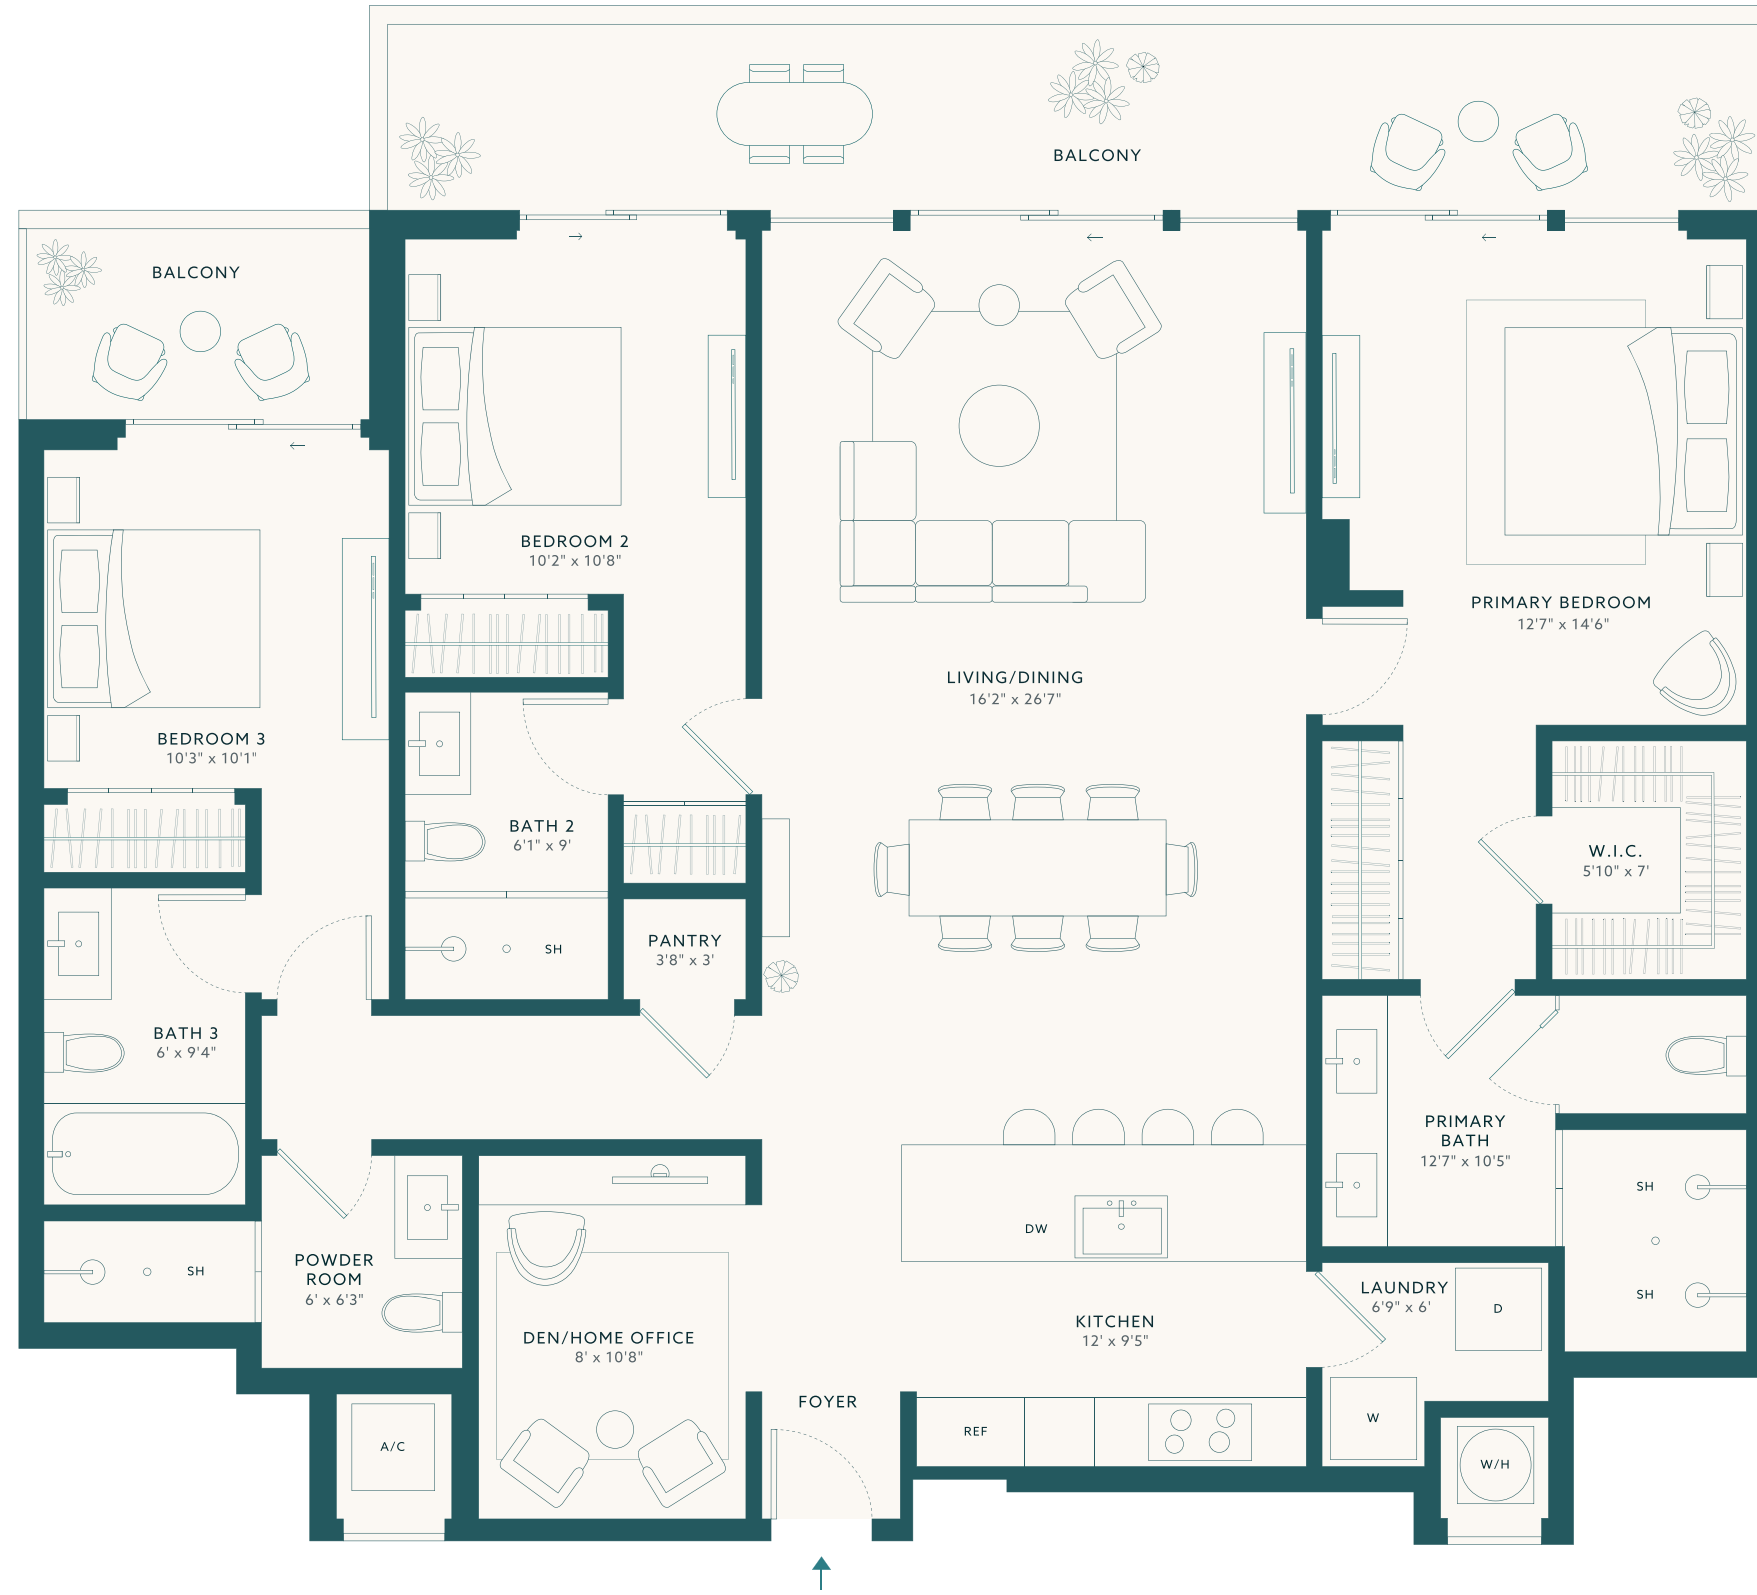 BALCONY
BALCONY
BEDROOM 2
10'2" x 10'8"
PRIMARY BEDROOM
12'7" x 14'6"
LIVING/DINING
16'2" x 26'7"
BEDROOM 3
10'3" x 10'1"
BATH 2
6'1" x 9'
W.I.C.
5'10" x 7'
PANTRY
3'8" x 3'
SH
BATH 3
6' x 9'4"
PRIMARY
BATH
12'7" x 10'5"
SH
DW
SH
POWDER
ROOM
6' x 6'3"
LAUNDRY
6'9" x 6'
D
SH
KITCHEN
12' x 9'5"
DEN/HOME OFFICE
8' x 10'8"
FOYER
REF
W
A/C
W/H